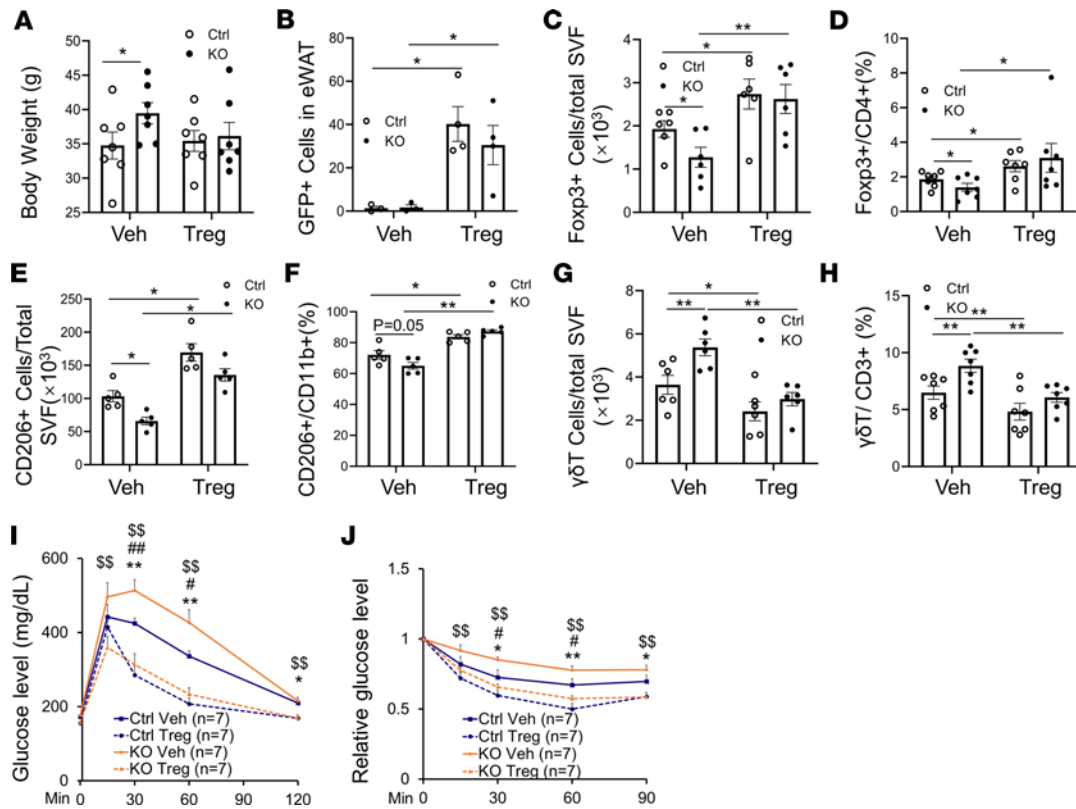 A
Body Weight (g)
45
40
35
30
25
*
Ctrl
KO
Veh
Treg
B
GFP+ Cells in eWAT
80
60
40
20
0
*
*
Ctrl
KO
Veh
Treg
C
Foxp3+ Cells/total SVF
(×10³)
4
3
2
1
0
**
*
*
Ctrl
KO
Veh
Treg
D
Foxp3+/CD4+(%)
10
8
6
4
2
0
*
*
*
Ctrl
KO
Veh
Treg
E
CD206+ Cells/Total
SVF(×10³)
250
200
150
100
50
0
*
*
*
Ctrl
KO
Veh
Treg
F
CD206+/CD11b+(%)
100
80
60
40
20
0
*
**
P=0.05
Ctrl
KO
Veh
Treg
G
γδT Cells/total SVF
(×10³)
8
6
4
2
0
*
**
**
Ctrl
KO
Veh
Treg
H
γδT/ CD3+ (%)
15
10
5
0
Ctrl
KO
**
**
**
Veh
Treg
I
Glucose level (mg/dL)
600
400
200
0
$$
$$
##
**
$$
#
**
$$
*
Ctrl Veh (n=7)
Ctrl Treg (n=7)
KO Veh (n=7)
KO Treg (n=7)
Min 0 30 60 120
J
Relative glucose level
1.5
1
0.5
0
$$
$$
#
*
$$
#
**
$$
*
Ctrl Veh (n=7)
Ctrl Treg (n=7)
KO Veh (n=7)
KO Treg (n=7)
Min 0 30 60 90